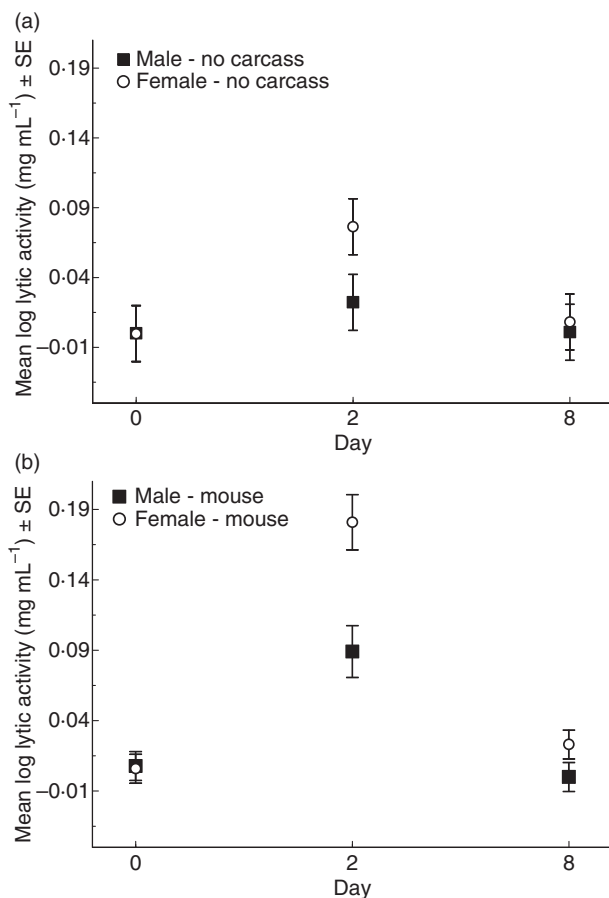 (a)
Male - no carcass
Female - no carcass
Mean log lytic activity (mg mL⁻¹) ± SE
0·19
0·14
0·09
0·04
−0·01
0 2 8
Day
(b)
Male - mouse
Female - mouse
Mean log lytic activity (mg mL⁻¹) ± SE
0·19
0·14
0·09
0·04
−0·01
0 2 8
Day